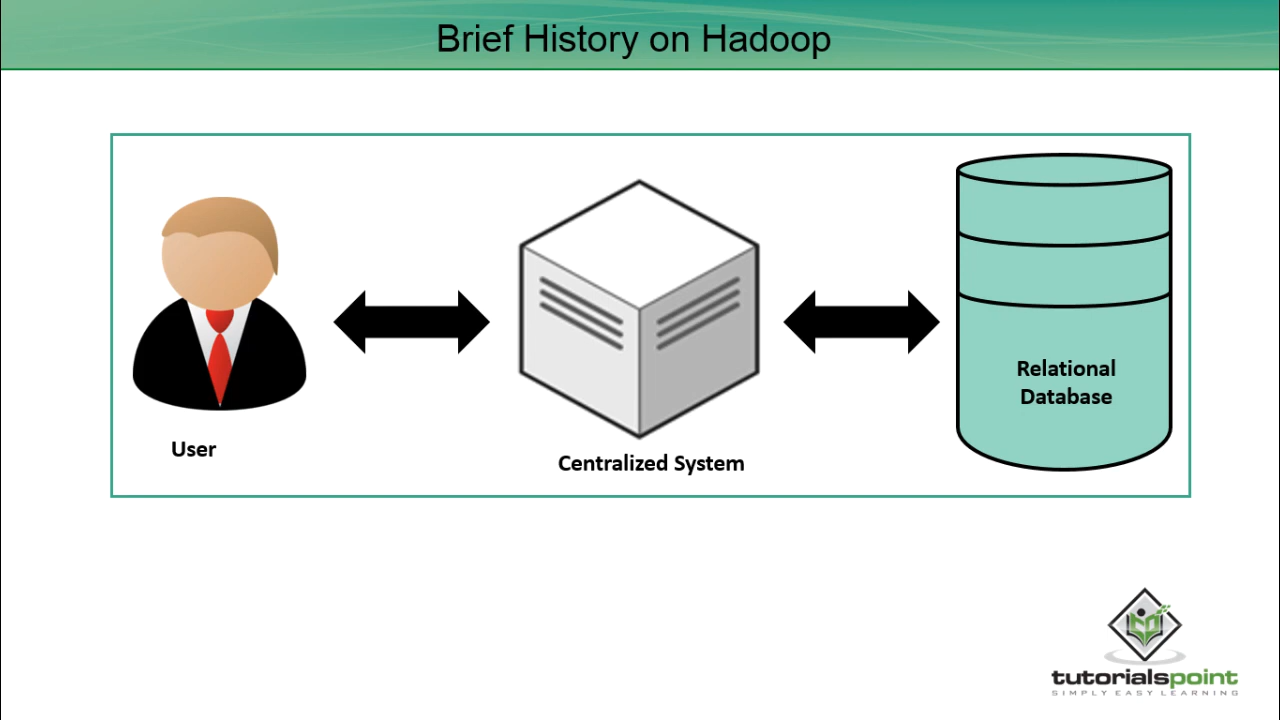 Brief History on Hadoop
User
Centralized System
Relational
Database
tutorialspoint
SIMPLY EASY LEARNING